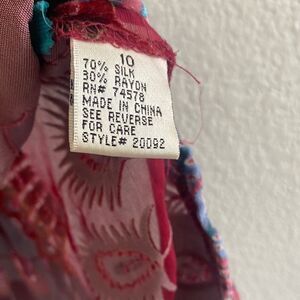 10
70% SILK
30% RAYON
RN# 74578
MADE IN CHINA
SEE REVERSE
FOR CARE
STYLE# 20092